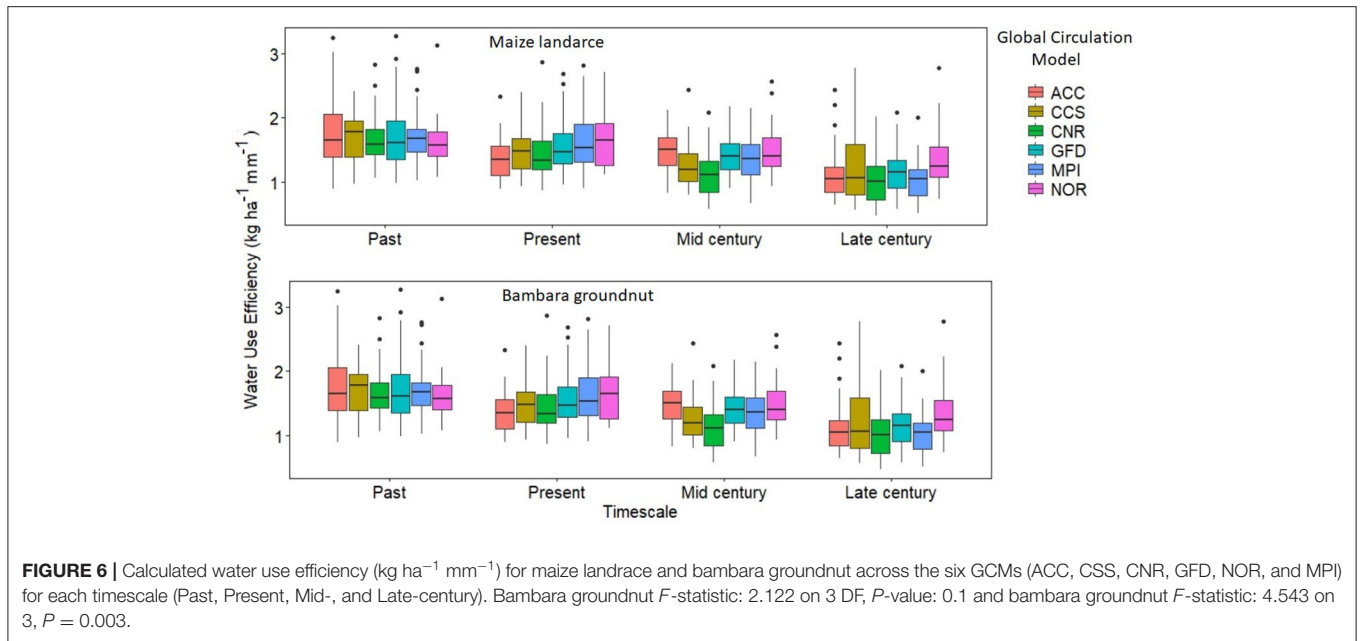 Maize landarce
Global Circulation
Model
ACC
CCS
CNR
GFD
MPI
NOR
3
2
1
Past
Present
Mid century
Late century
Water Use Efficiency (kg ha⁻¹ mm⁻¹)
Bambara groundnut
3
2
1
Past
Present
Mid century
Late century
Timescale
FIGURE 6 | Calculated water use efficiency (kg ha⁻¹ mm⁻¹) for maize landrace and bambara groundnut across the six GCMs (ACC, CSS, CNR, GFD, NOR, and MPI)
for each timescale (Past, Present, Mid-, and Late-century). Bambara groundnut F-statistic: 2.122 on 3 DF, P-value: 0.1 and bambara groundnut F-statistic: 4.543 on
3, P = 0.003.